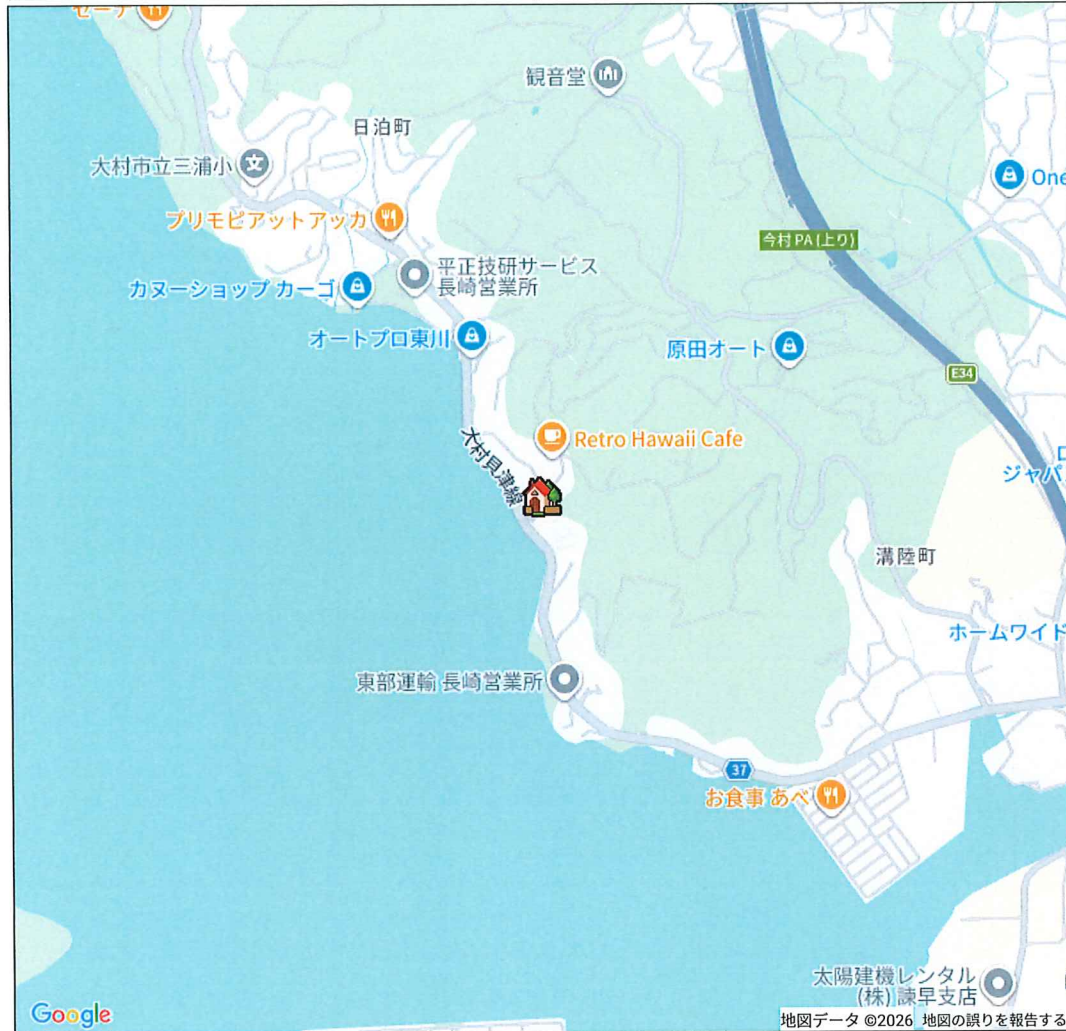 セーナ
観音堂
日泊町
大村市立三浦小
One
プリモピアットアッカ
今村PA(上り)
平正技研サービス
長崎営業所
カヌーショップ カーゴ
オートプロ東川
原田オート
E34
Retro Hawaii Cafe
大村貝津線
ジャパ
溝陸町
ホームワイド
東部運輸 長崎営業所
37
お食事 あべ
太陽建機レンタル
(株) 諫早支店
Google
地図データ ©2026
地図の誤りを報告する